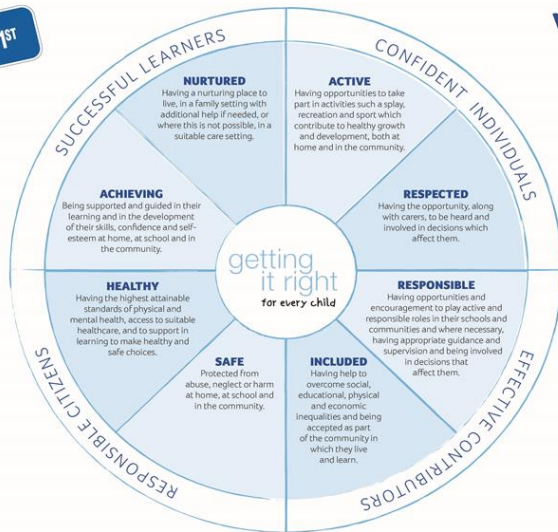 1ST
SUCCESSFUL LEARNERS
CONFIDENT INDIVIDUALS
NURTURED
Having a nurturing place to
live, in a family setting with
additional help if needed, or
where this is not possible, in a
suitable care setting.
ACTIVE
Having opportunities to take
part in activities such a splay,
recreation and sport which
contribute to healthy growth
and development, both at
home and in the community.
ACHIEVING
Being supported and guided in their
learning and in the development
of their skills, confidence and self-
esteem at home, at school and in
the community.
RESPECTED
Having the opportunity, along
with carers, to be heard and
involved in decisions which
affect them.
getting
it right
for every child
HEALTHY
Having the highest attainable
standards of physical and
mental health, access to suitable
healthcare, and to support in
learning to make healthy and
safe choices.
RESPONSIBLE
Having opportunities and
encouragement to play active and
responsible roles in their schools and
communities and where necessary,
having appropriate guidance and
supervision and being involved
in decisions that
affect them.
SAFE
Protected from
abuse, neglect or harm
at home, at school and
in the community.
INCLUDED
Having help to
overcome social,
educational, physical
and economic
inequalities and being
accepted as part
of the community in
which they live
and learn.
RESPONSIBLE CITIZENS
EFFECTIVE CONTRIBUTORS